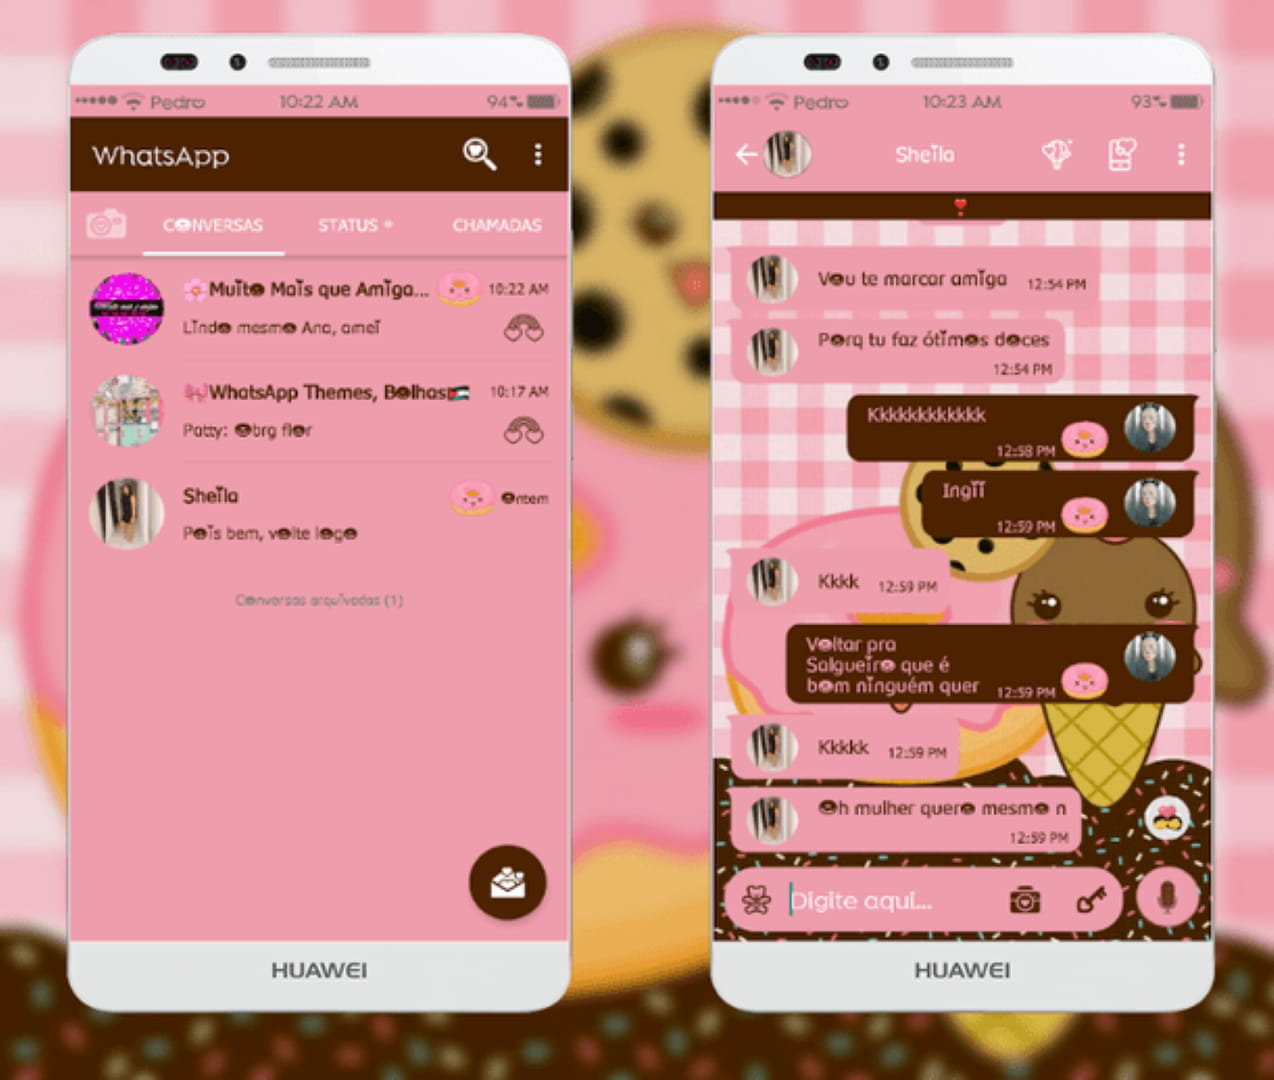 Pedro 10:22 AM 94%
WhatsApp
CONVERSAS STATUS CHAMADAS
🌸Muito Mais que Amiga... 10:22 AM
Lindo mesmo Ana, amei
🎀WhatsApp Themes, Bolhas🇵🇸 10:17 AM
Patty: Obrg flor
Sheila Ontem
Pois bem, volte logo
Conversas arquivadas (1)
HUAWEI
Pedro 10:23 AM 93%
Sheila
❣️
Vou te marcar amiga 12:54 PM
Porq tu faz ótimos doces
12:54 PM
Kkkkkkkkkkkk
12:58 PM
Ingii
12:59 PM
Kkkk 12:59 PM
Voltar pra
Salgueiro que é
bom ninguém quer 12:59 PM
Kkkkk 12:59 PM
Oh mulher quero mesmo n
12:59 PM
Digite aqui...
HUAWEI